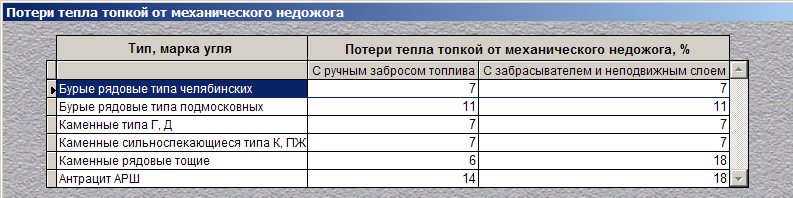 Потери тепла топкой от механического недожога
Тип, марка угля Потери тепла топкой от механического недожога, %
С ручным забросом топлива С забрасывателем и неподвижным слоем
Бурые рядовые типа челябинских 7 7
Бурые рядовые типа подмосковных 11 11
Каменные типа Г, Д 7 7
Каменные сильноспекающиеся типа К, ПЖ 7 7
Каменные рядовые тощие 6 18
Антрацит АРШ 14 18